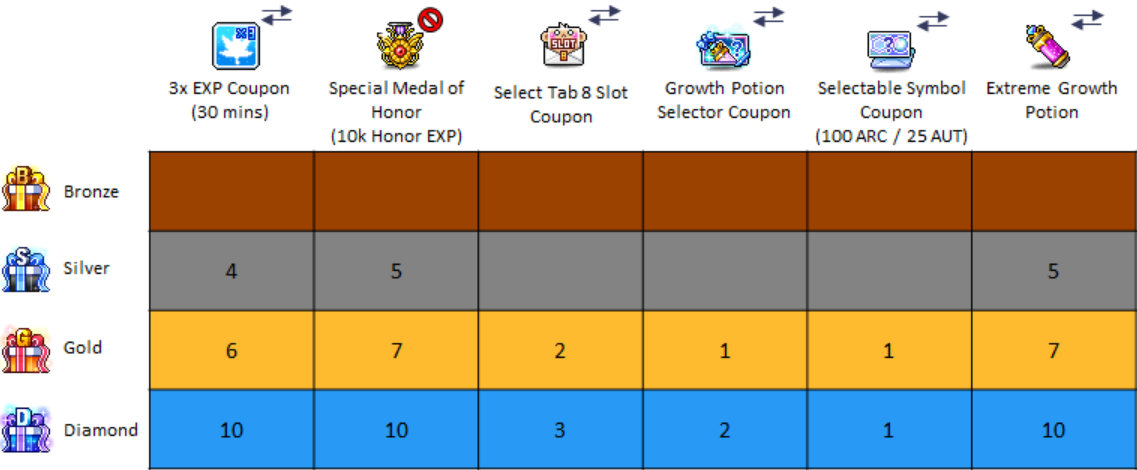 3x EXP Coupon
(30 mins)
Special Medal of
Honor
(10k Honor EXP)
SLOT
Select Tab 8 Slot
Coupon
Growth Potion
Selector Coupon
Selectable Symbol
Coupon
(100 ARC / 25 AUT)
Extreme Growth
Potion
B
Bronze
S
Silver
4
5
5
G
Gold
6
7
2
1
1
7
D
Diamond
10
10
3
2
1
10